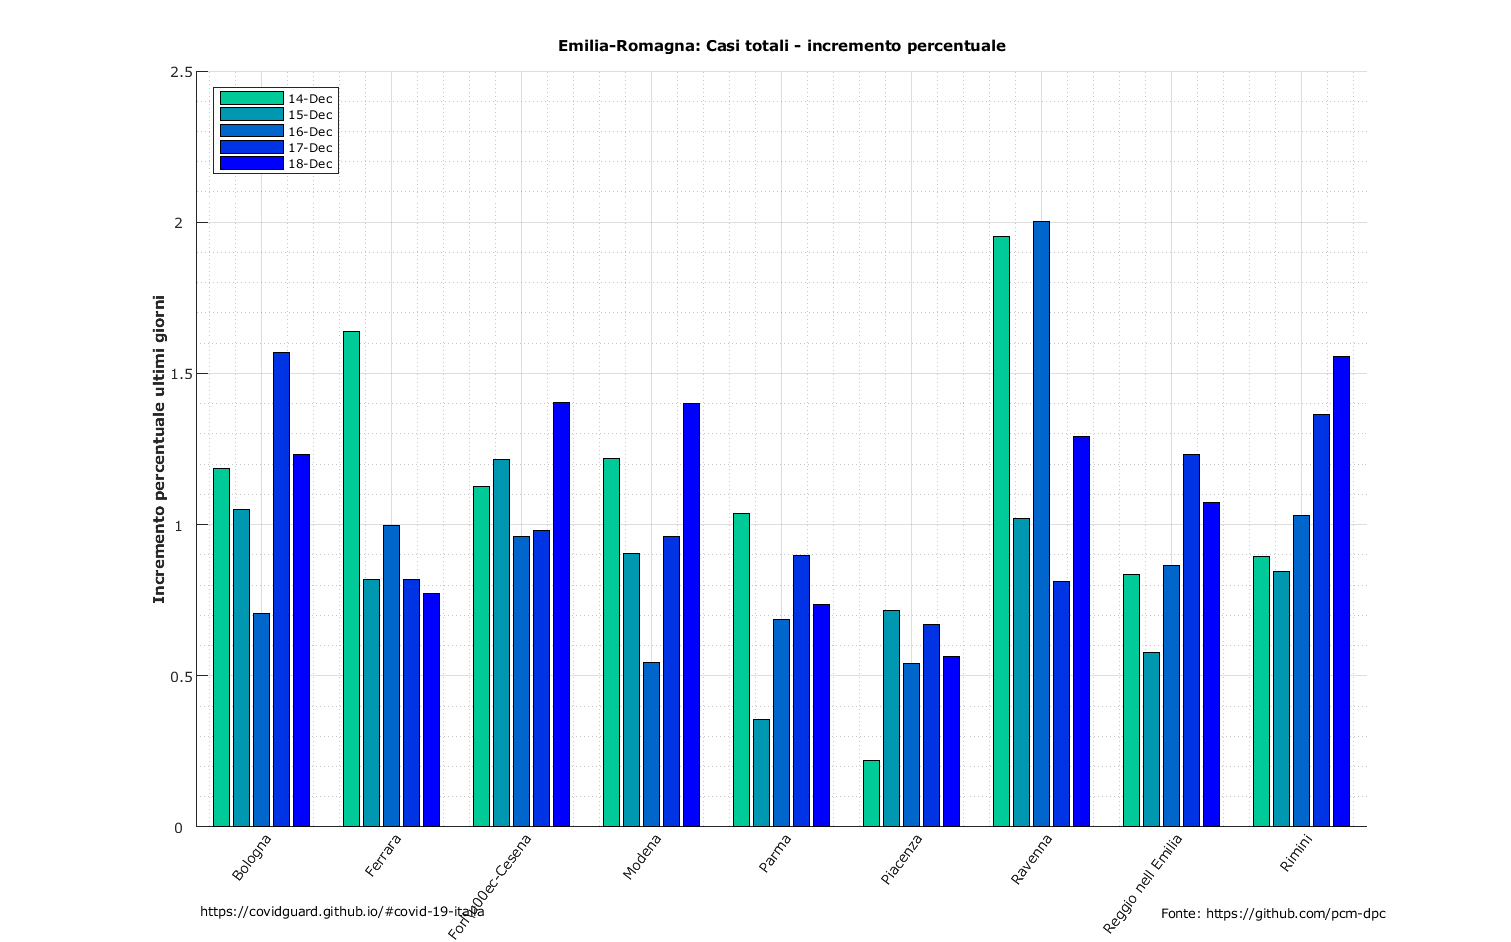 Emilia-Romagna: Casi totali - incremento percentuale
Incremento percentuale ultimi giorni
2.5
2
1.5
1
0.5
0
14-Dec
15-Dec
16-Dec
17-Dec
18-Dec
Bologna
Ferrara
Modena
Parma
Piacenza
Ravenna
Reggio nell Emilia
Rimini
https://covidguard.github.io/#covid-19-italia
Fonte: https://github.com/pcm-dpc